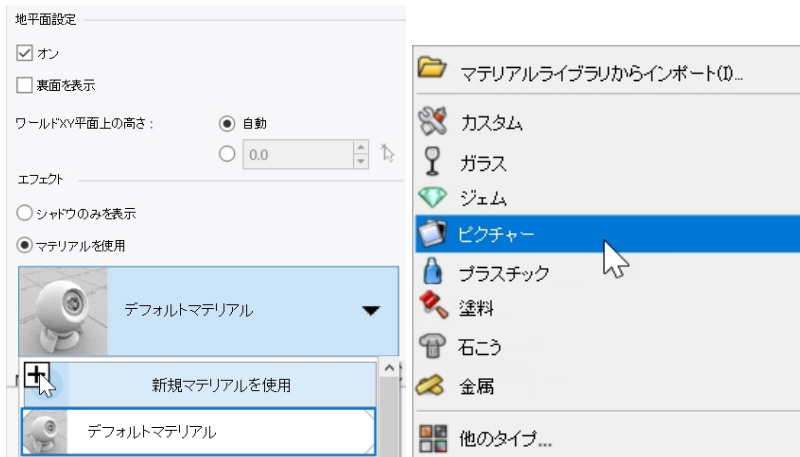 地平面設定
オン
裏面を表示
ワールドXY平面上の高さ:
自動
0.0
エフェクト
シャドウのみを表示
マテリアルを使用
デフォルトマテリアル
新規マテリアルを使用
デフォルトマテリアル
マテリアルライブラリからインポート(I)...
カスタム
ガラス
ジェム
ピクチャー
プラスチック
塗料
石こう
金属
他のタイプ...